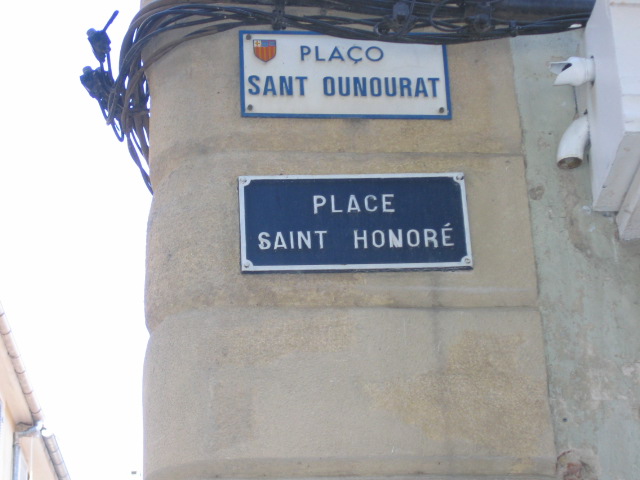 PLAÇO
SANT OUNOURAT
PLACE
SAINT HONORÉ